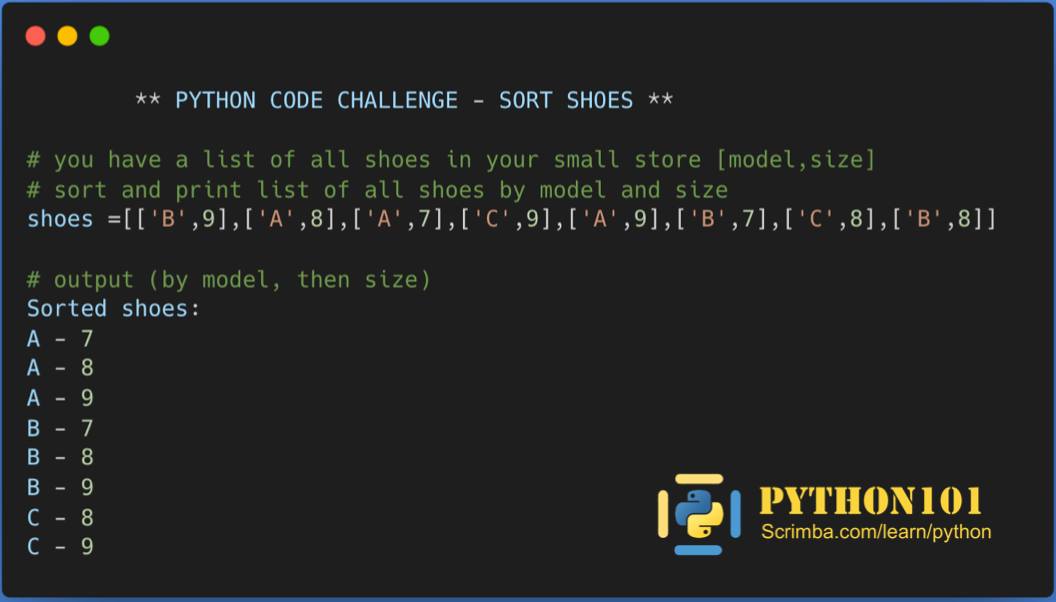 ** PYTHON CODE CHALLENGE - SORT SHOES **
# you have a list of all shoes in your small store [model,size]
# sort and print list of all shoes by model and size
shoes =[['B',9],['A',8],['A',7],['C',9],['A',9],['B',7],['C',8],['B',8]]
# output (by model, then size)
Sorted shoes:
A - 7
A - 8
A - 9
B - 7
B - 8
B - 9
C - 8
C - 9
PYTHON101
Scrimba.com/learn/python